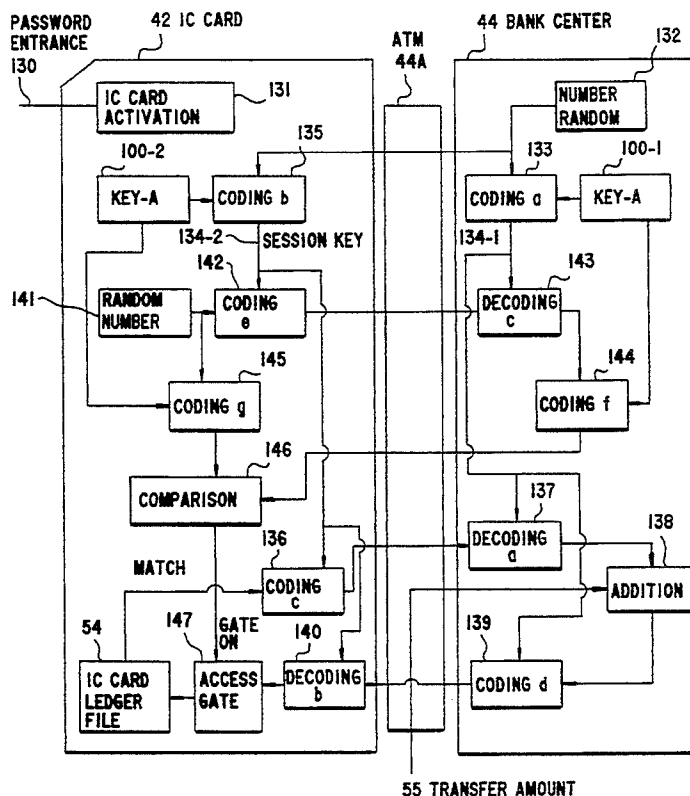 PASSWORD
ENTRANCE
130
42 IC CARD
ATM
44A
44 BANK CENTER
132
IC CARD
ACTIVATION
131
NUMBER
RANDOM
100-2
135
133
100-1
KEY-A
CODING b
CODING a
KEY-A
134-2
SESSION KEY
134-1
142
143
141
RANDOM
NUMBER
CODING
e
DECODING
c
145
144
CODING g
CODING f
146
COMPARISON
137
138
136
MATCH
CODING
c
DECODING
a
ADDITION
54
147
GATE
ON
140
139
IC CARD
LEDGER
FILE
ACCESS
GATE
DECODING
b
CODING d
55 TRANSFER AMOUNT